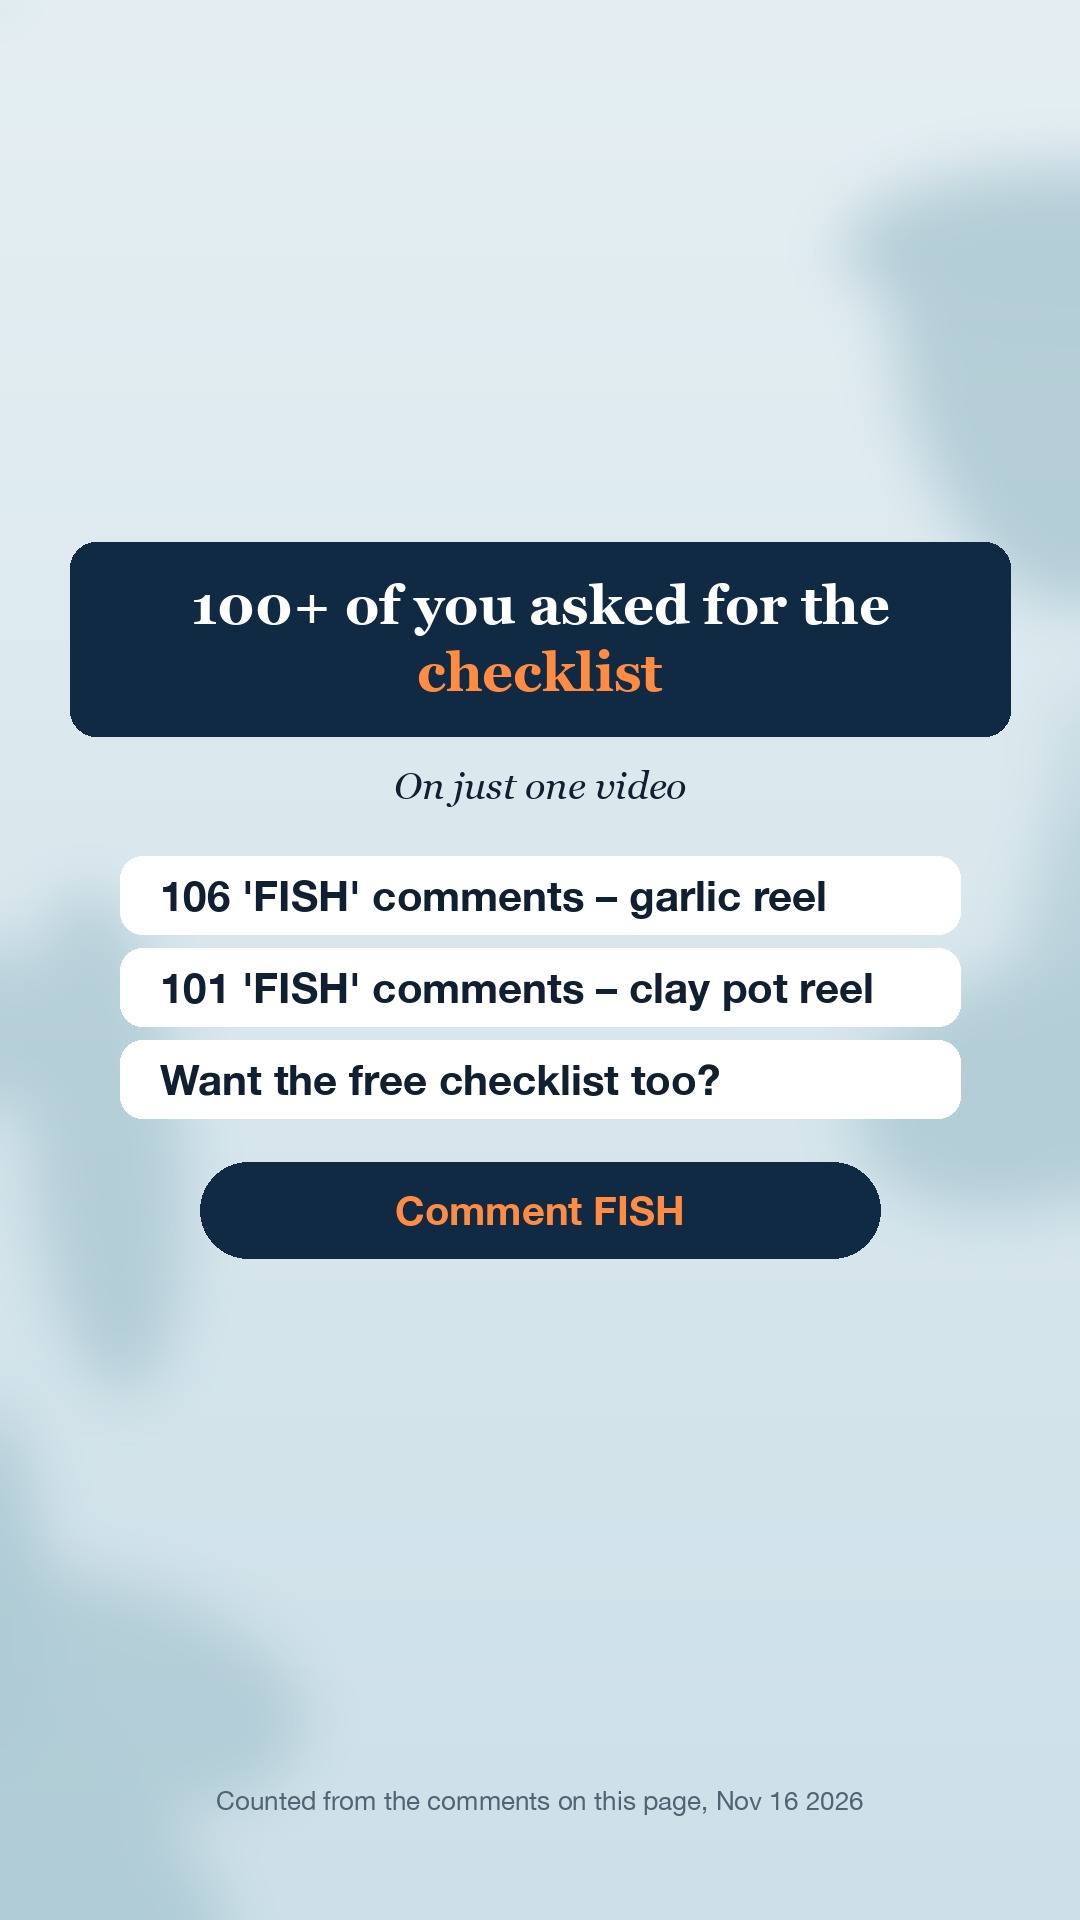 100+ of you asked for the
checklist
On just one video
106 'FISH' comments – garlic reel
101 'FISH' comments – clay pot reel
Want the free checklist too?
Comment FISH
Counted from the comments on this page, Nov 16 2026